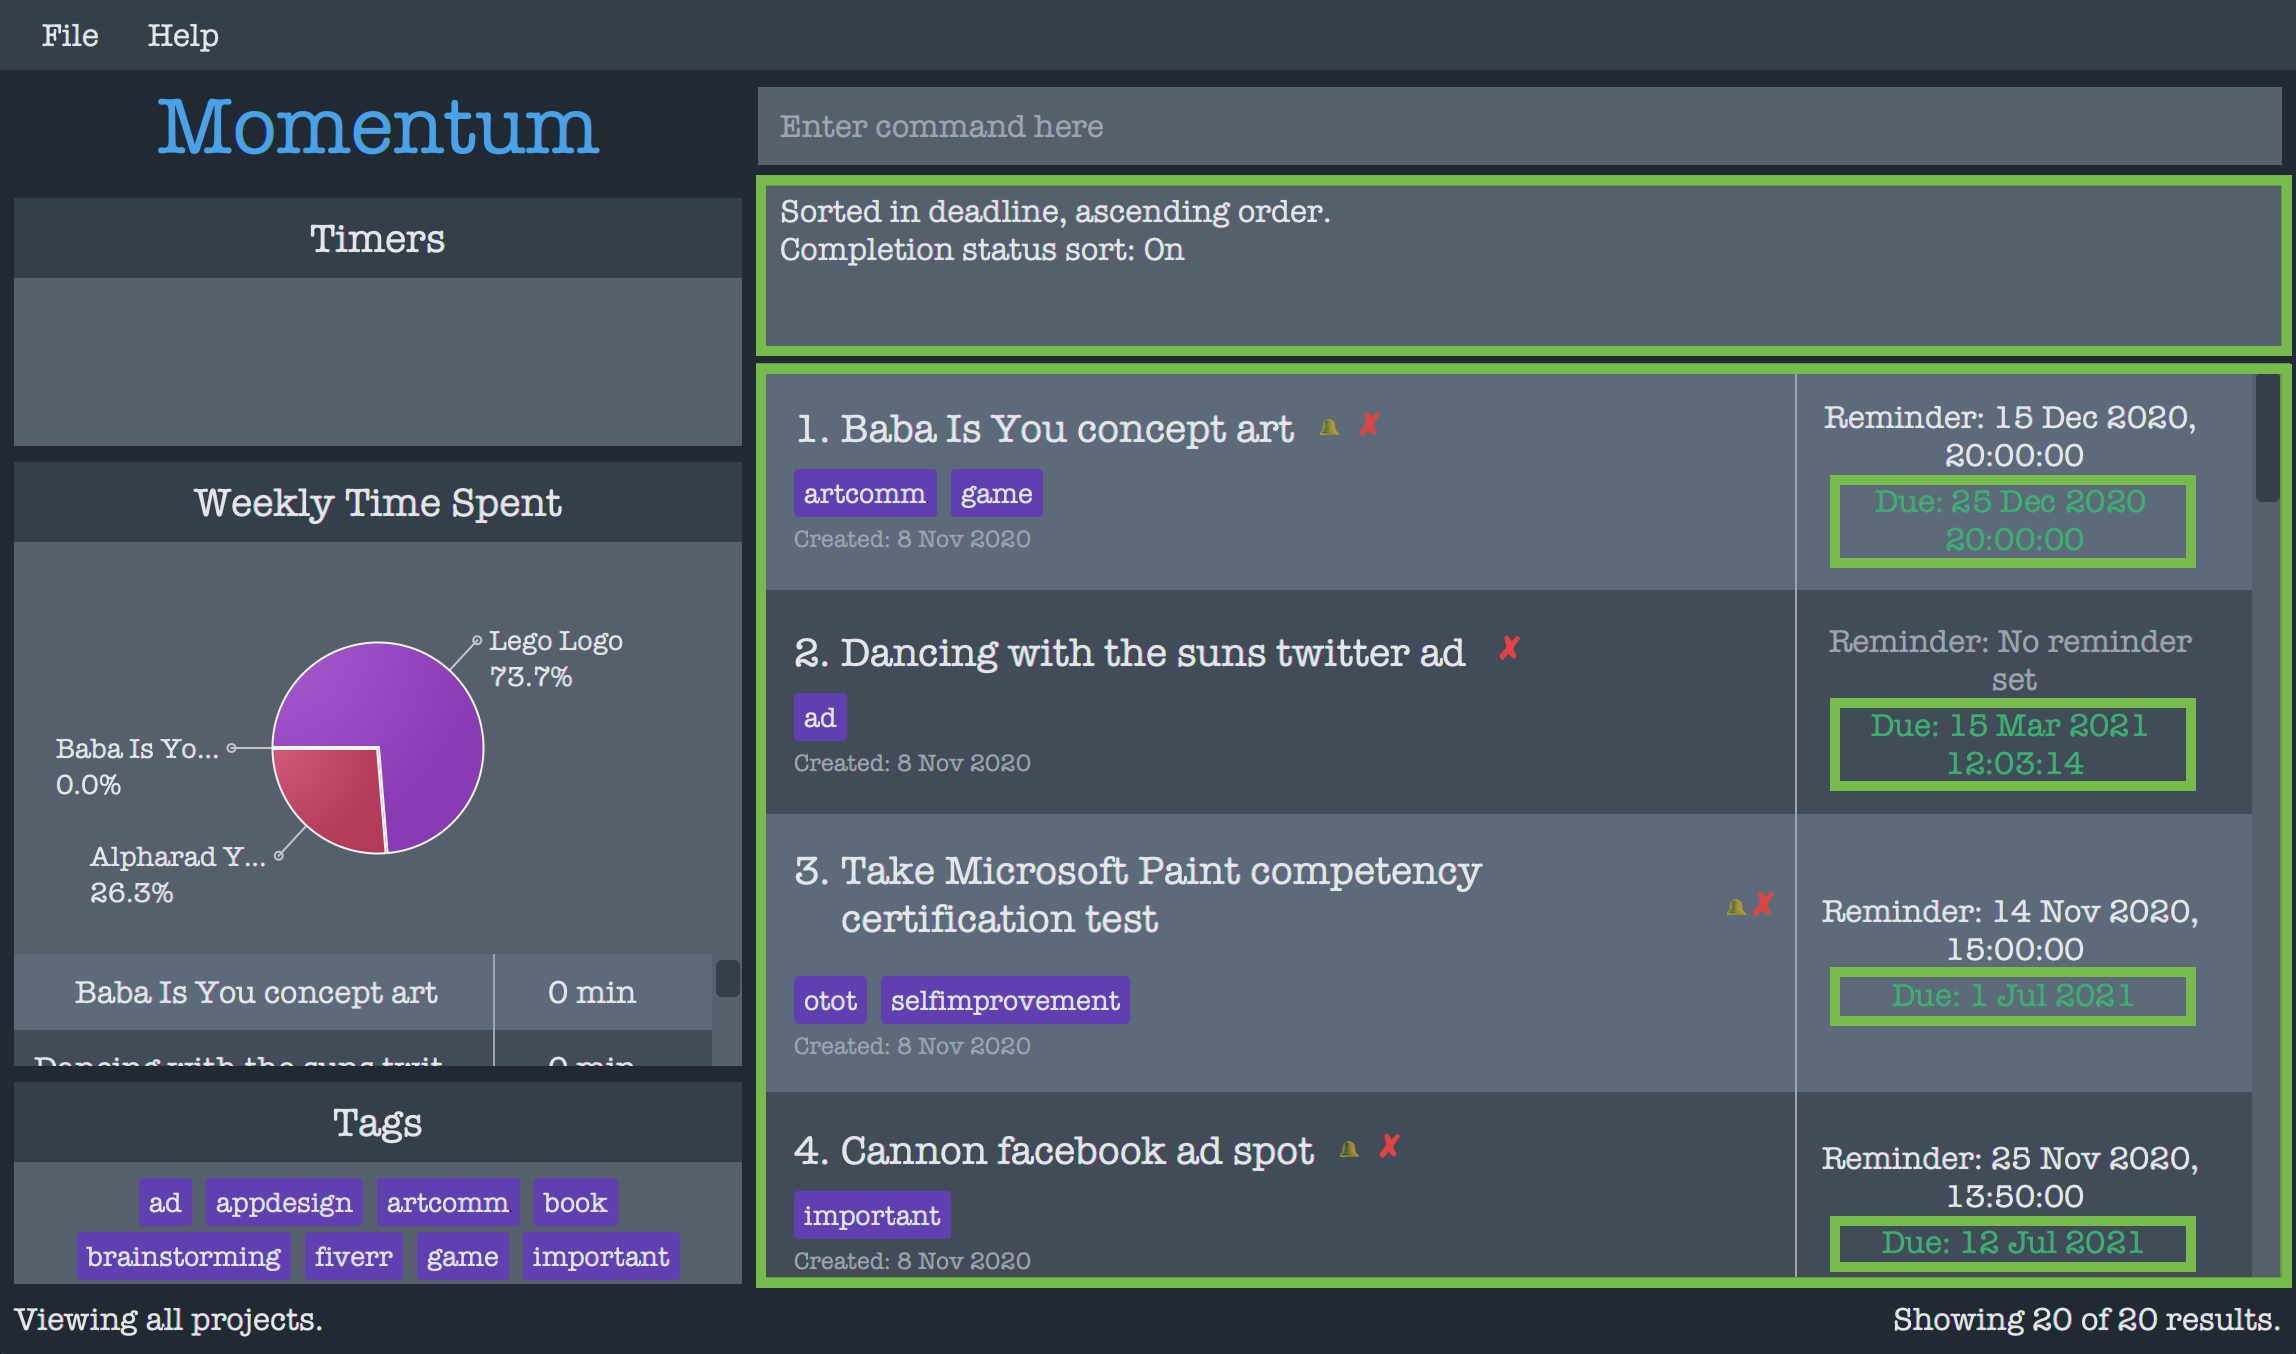 File Help
Momentum
Enter command here
Sorted in deadline, ascending order.
Completion status sort: On
Timers
Weekly Time Spent
Lego Logo
73.7%
Baba Is Yo...
0.0%
Alpharad Y...
26.3%
Baba Is You concept art 0 min
Dancing with the suns twit 0 min
Tags
ad appdesign artcomm book
brainstorming fiverr game important
1. Baba Is You concept art
artcomm game
Created: 8 Nov 2020
Reminder: 15 Dec 2020,
20:00:00
Due: 25 Dec 2020
20:00:00
2. Dancing with the suns twitter ad
ad
Created: 8 Nov 2020
Reminder: No reminder
set
Due: 15 Mar 2021
12:03:14
3. Take Microsoft Paint competency
certification test
otot selfimprovement
Created: 8 Nov 2020
Reminder: 14 Nov 2020,
15:00:00
Due: 1 Jul 2021
4. Cannon facebook ad spot
important
Created: 8 Nov 2020
Reminder: 25 Nov 2020,
13:50:00
Due: 12 Jul 2021
Viewing all projects.
Showing 20 of 20 results.